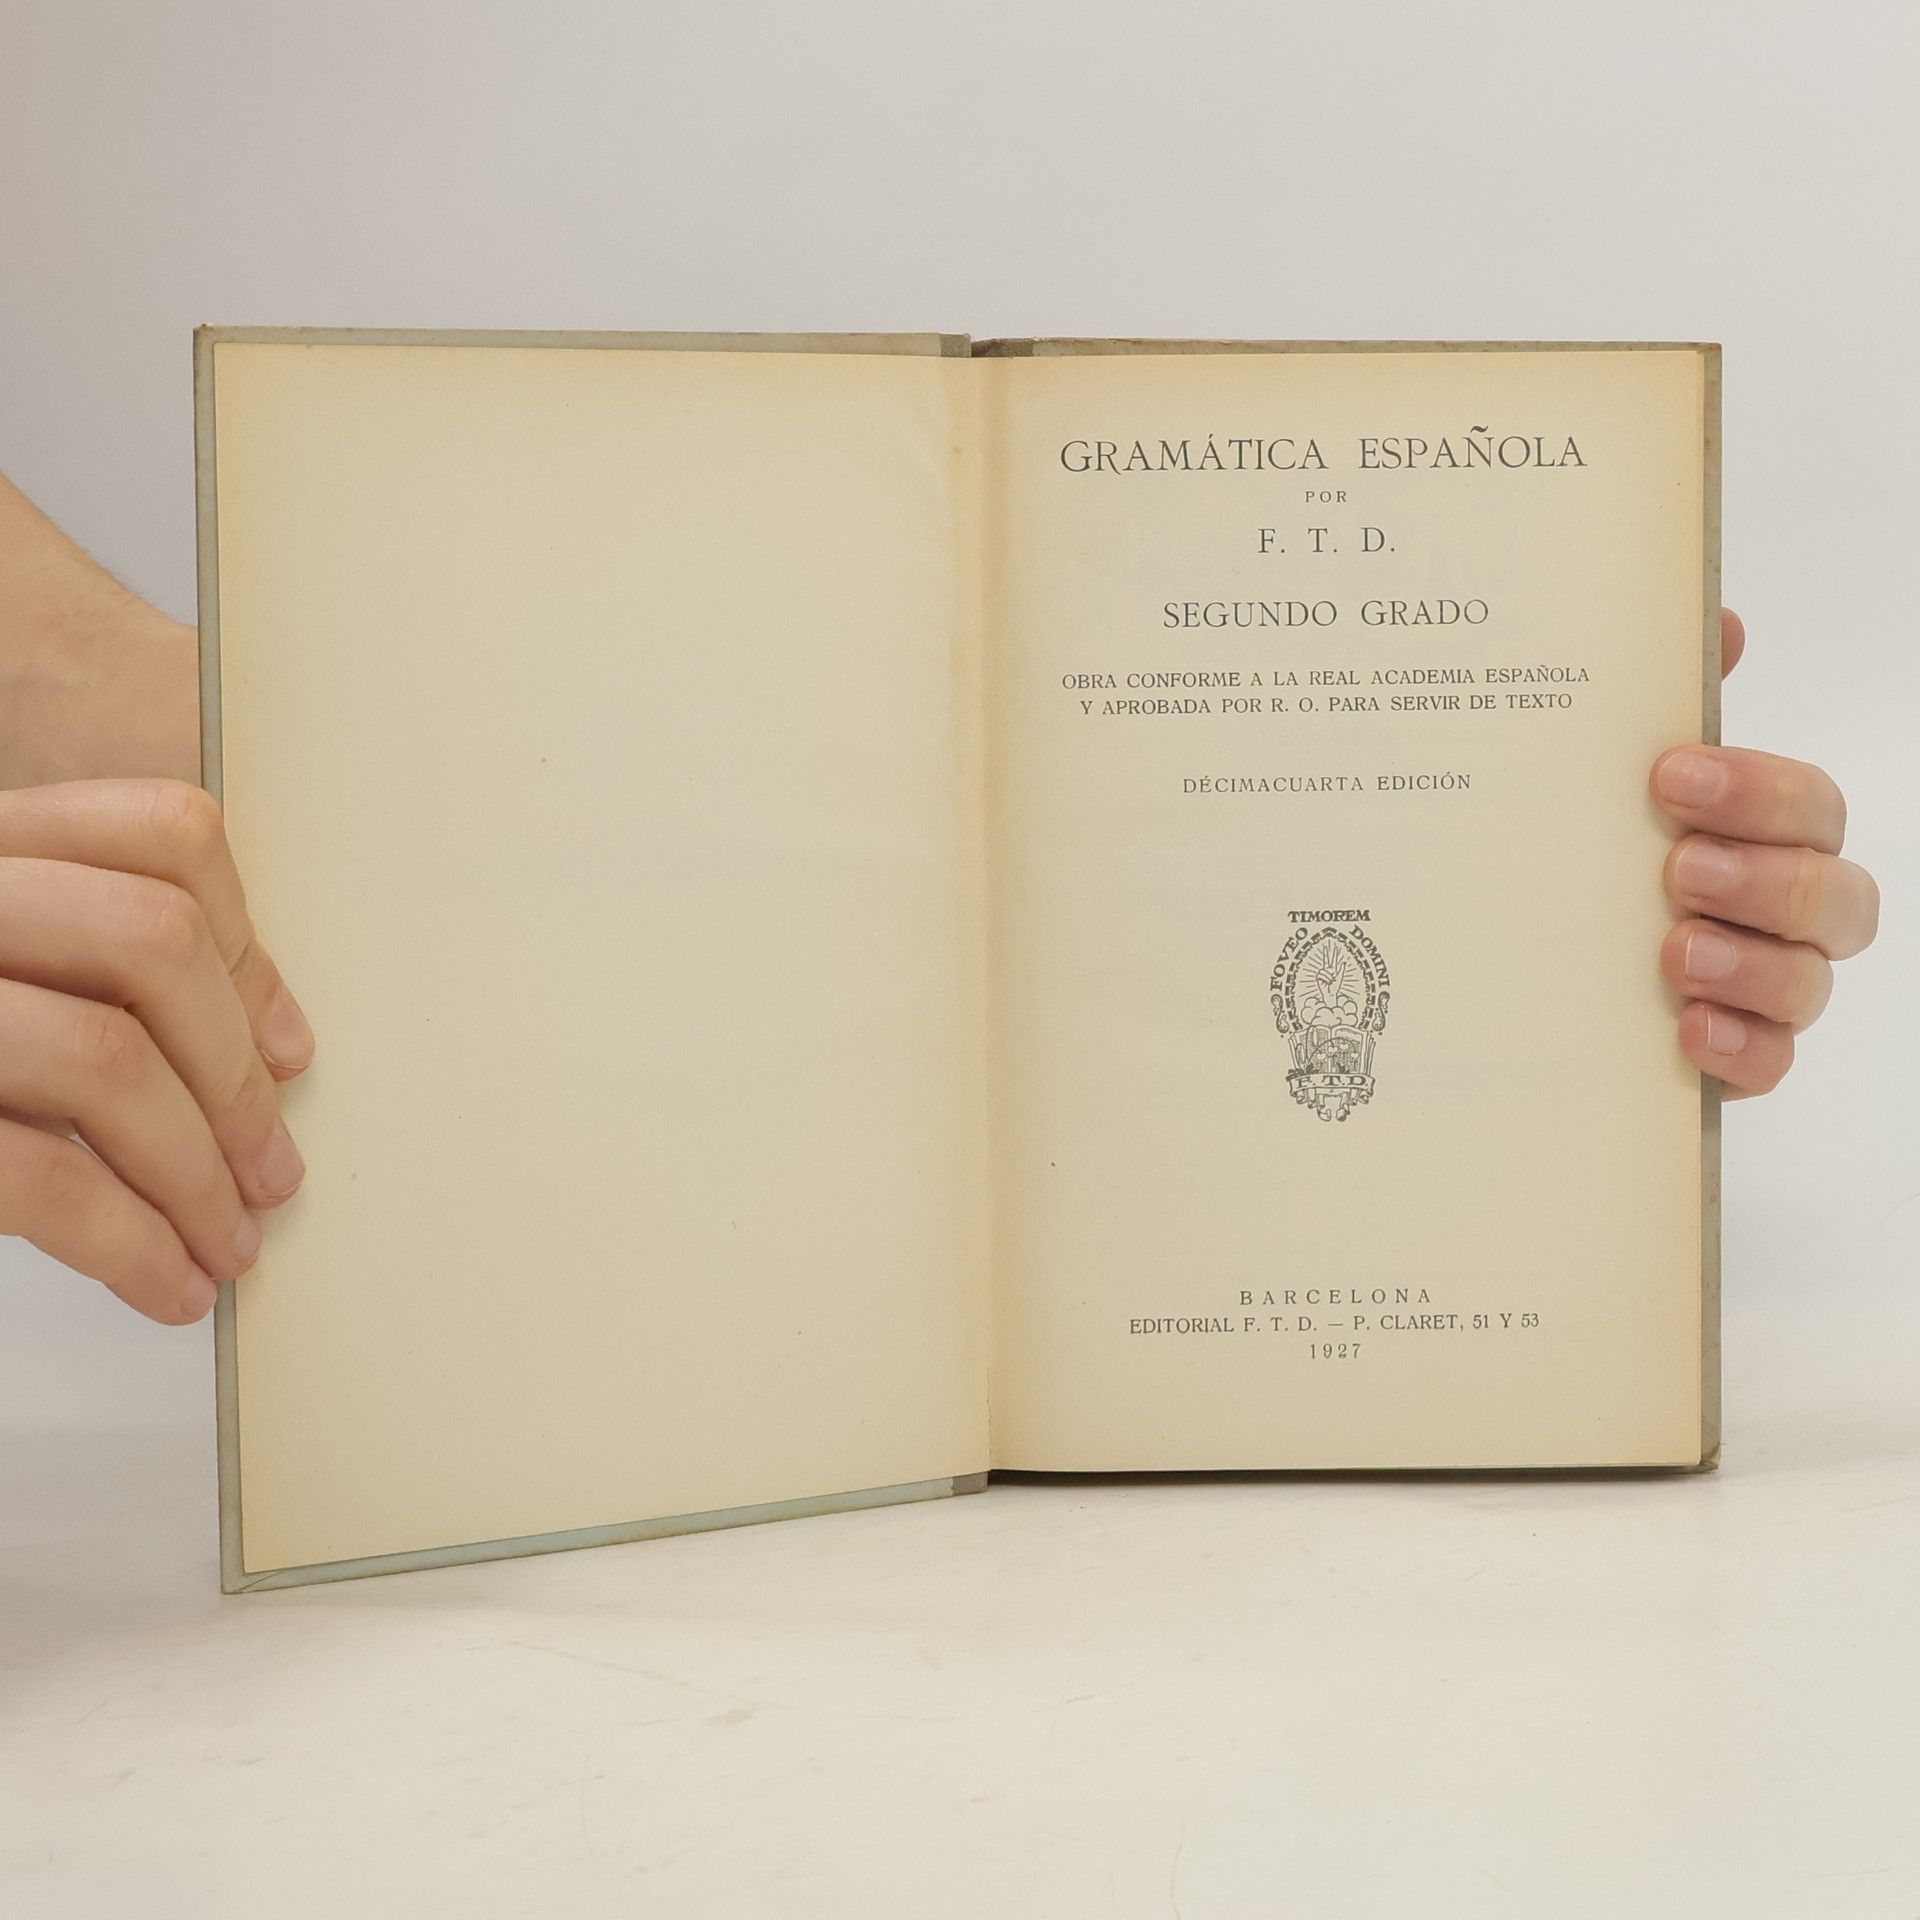 GRAMÁTICA ESPAÑOLA
POR
F. T. D.
SEGUNDO GRADO
OBRA CONFORME A LA REAL ACADEMIA ESPAÑOLA
Y APROBADA POR R. O. PARA SERVIR DE TEXTO
DÉCIMACUARTA EDICIÓN
FOVEO TIMOREM DOMINI
F. T. D.
BARCELONA
EDITORIAL F. T. D. — P. CLARET, 51 Y 53
1927